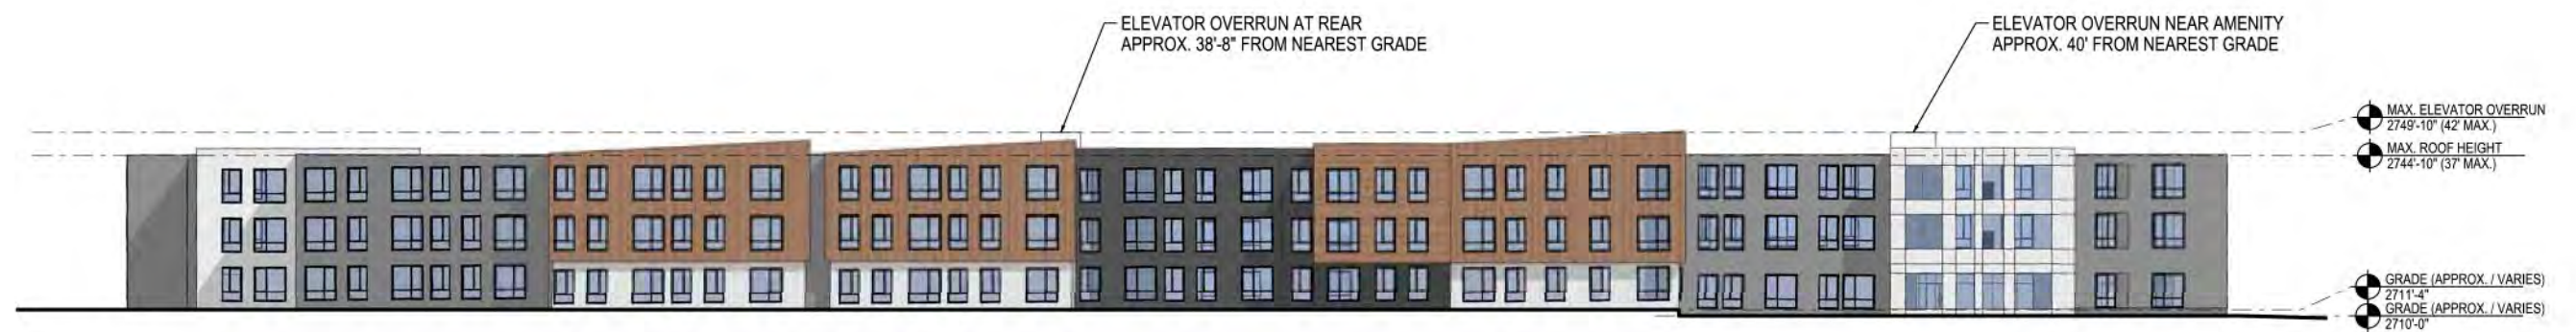 ELEVATOR OVERRUN AT REAR
APPROX. 38'-8" FROM NEAREST GRADE
ELEVATOR OVERRUN NEAR AMENITY
APPROX. 40' FROM NEAREST GRADE
MAX. ELEVATOR OVERRUN
2749'-10" (42' MAX.)
MAX. ROOF HEIGHT
2744'-10" (37' MAX.)
GRADE (APPROX. / VARIES)
2711'-4"
GRADE (APPROX. / VARIES)
2710'-0"